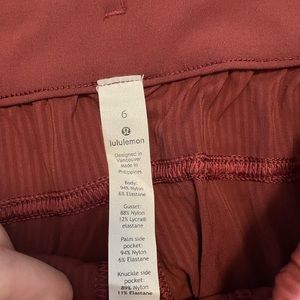 6
lululemon
Designed in
Vancouver
Made in
Philippines
Body:
94% Nylon
6% Elastane
Gusset:
88% Nylon
12% Lycra®
elastane
Palm side
pocket:
94% Nylon
6% Elastane
Knuckle side
pocket:
89% Nylon
11% Elastane